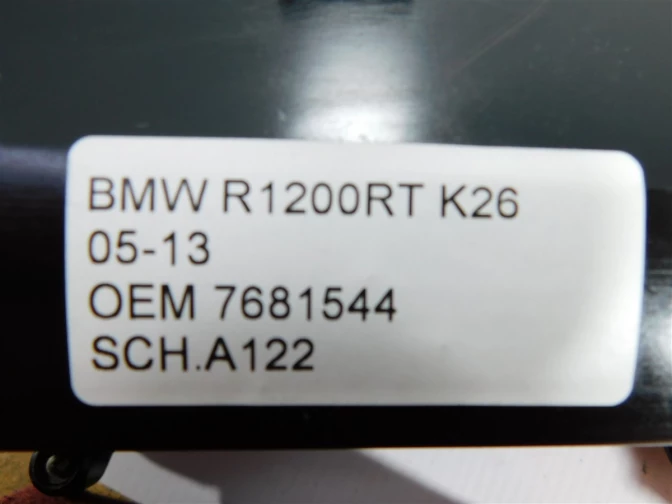 BMW R1200RT K26
05-13
OEM 7681544
SCH.A122